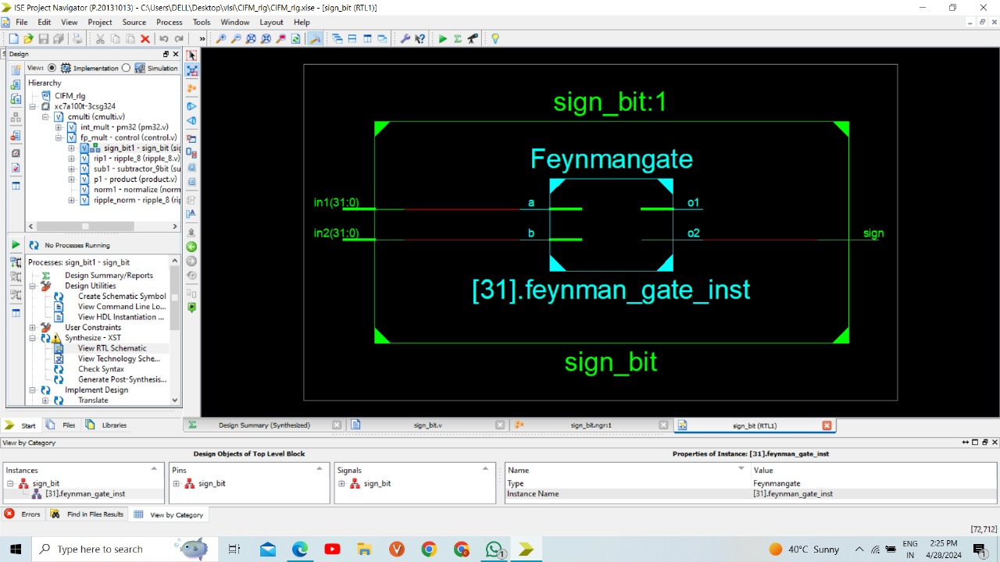 ISE Project Navigator (P.20131013) - C:\Users\DELL\Desktop\vlsi\CIFM_rlg\CIFM_rlg.xise - [sign_bit (RTL1)]
File Edit View Project Source Process Tools Window Layout Help
Design
View: Implementation Simulation
Hierarchy
CIFM_rlg
xc7a100t-3csg324
cmulti (cmulti.v)
int_mult - pm32 (pm32.v)
fp_mult - control (control.v)
sign_bit1 - sign_bit (sig
rip1 - ripple_8 (ripple_8.v)
sub1 - subtractor_9bit (su
p1 - product (product.v)
norm1 - normalize (norm
ripple_norm - ripple_8 (rip
No Processes Running
Processes: sign_bit1 - sign_bit
Design Summary/Reports
Design Utilities
Create Schematic Symbol
View Command Line Lo...
View HDL Instantiation ...
User Constraints
Synthesize - XST
View RTL Schematic
View Technology Sche...
Check Syntax
Generate Post-Synthesis...
Implement Design
Translate
Start Files Libraries
sign_bit:1
Feynmangate
in1(31:0) a o1
in2(31:0) b o2 sign
[31].feynman_gate_inst
sign_bit
Design Summary (Synthesized) sign_bit.v sign_bit.ngr:1 sign_bit (RTL1)
View by Category
Design Objects of Top Level Block Properties of Instance: [31].feynman_gate_inst
Instances Pins Signals Name Value
sign_bit sign_bit sign_bit Type Feynmangate
[31].feynman_gate_inst Instance Name [31].feynman_gate_inst
Errors Find in Files Results View by Category
[72,712]
Type here to search
40°C Sunny
ENG
IN
2:25 PM
4/28/2024